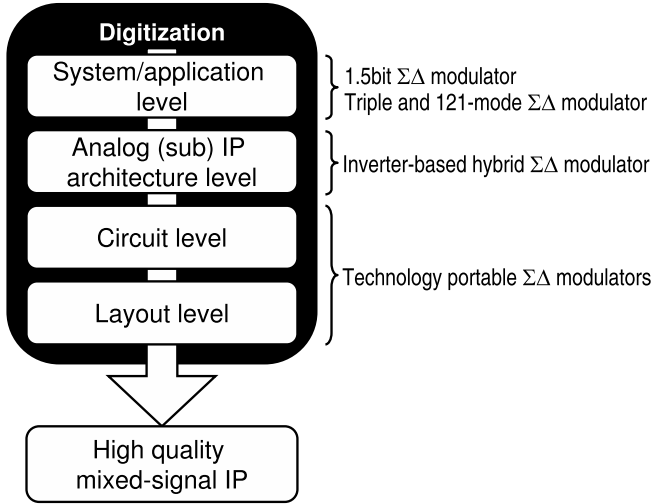 Digitization
System/application
level
1.5bit ΣΔ modulator
Triple and 121-mode ΣΔ modulator
Analog (sub) IP
architecture level
Inverter-based hybrid ΣΔ modulator
Circuit level
Layout level
Technology portable ΣΔ modulators
High quality
mixed-signal IP